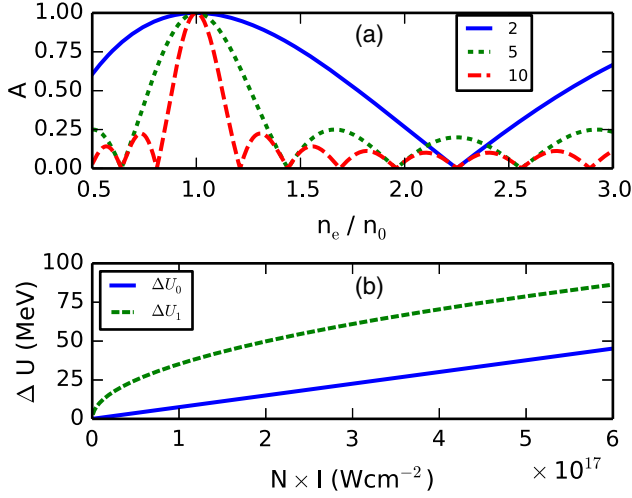 1.00
0.75
0.50
0.25
0.00
A
(a)
2
5
10
0.5 1.0 1.5 2.0 2.5 3.0
n_e / n_0
100
75
50
25
0
Δ U (MeV)
(b)
ΔU_0
ΔU_1
0 1 2 3 4 5 6
N × I (Wcm⁻²)
× 10¹⁷